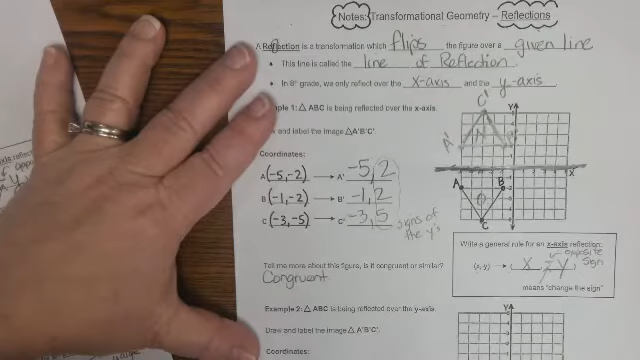 Notes: Transformational Geometry – Reflections
A Reflection is a transformation which flips the figure over a given line
• This line is called the line of Reflection.
• In 8th grade, we only reflect over the x-axis and the y-axis
ple 1: △ ABC is being reflected over the x-axis.
and label the image △A'B'C'.
Coordinates:
A(-5,-2) → A' -5,2
B(-1,-2) → B' -1,2
C(-3,-5) → C' -3,5
signs of
the y's
Tell me more about this figure, is it congruent or similar?
Congruent
Y
C'
A'
X
A
B
C
Write a general rule for an x-axis reflection:
opposite
sign
(x, y) → (x, -y)
means "change the sign"
Example 2: △ ABC is being reflected over the y-axis.
Draw and label the image △A'B'C'.
Coordinates:
Y